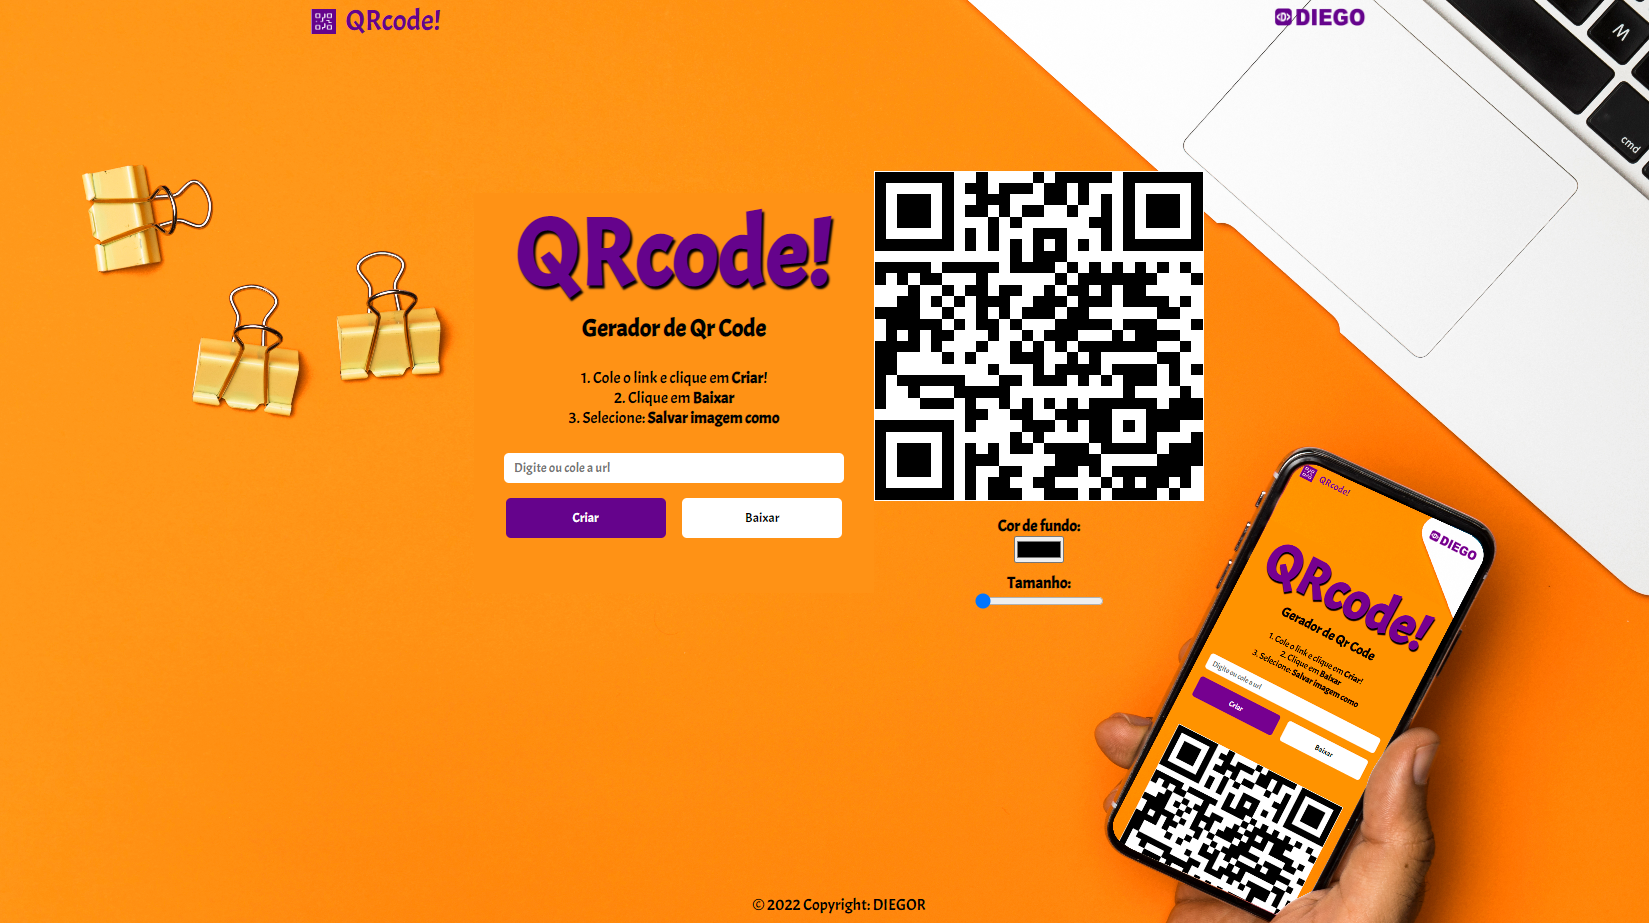 QRcode!
DIEGO
M
cmd
QRcode!
Gerador de Qr Code
1. Cole o link e clique em Criar!
2. Clique em Baixar
3. Selecione: Salvar imagem como
Digite ou cole a url
Criar
Baixar
Cor de fundo:
Tamanho:
QRcode!
DIEGO
QRcode!
Gerador de Qr Code
1. Cole o link e clique em Criar!
2. Clique em Baixar
3. Selecione: Salvar imagem como
Digite ou cole a url
Criar
Baixar
© 2022 Copyright: DIEGOR